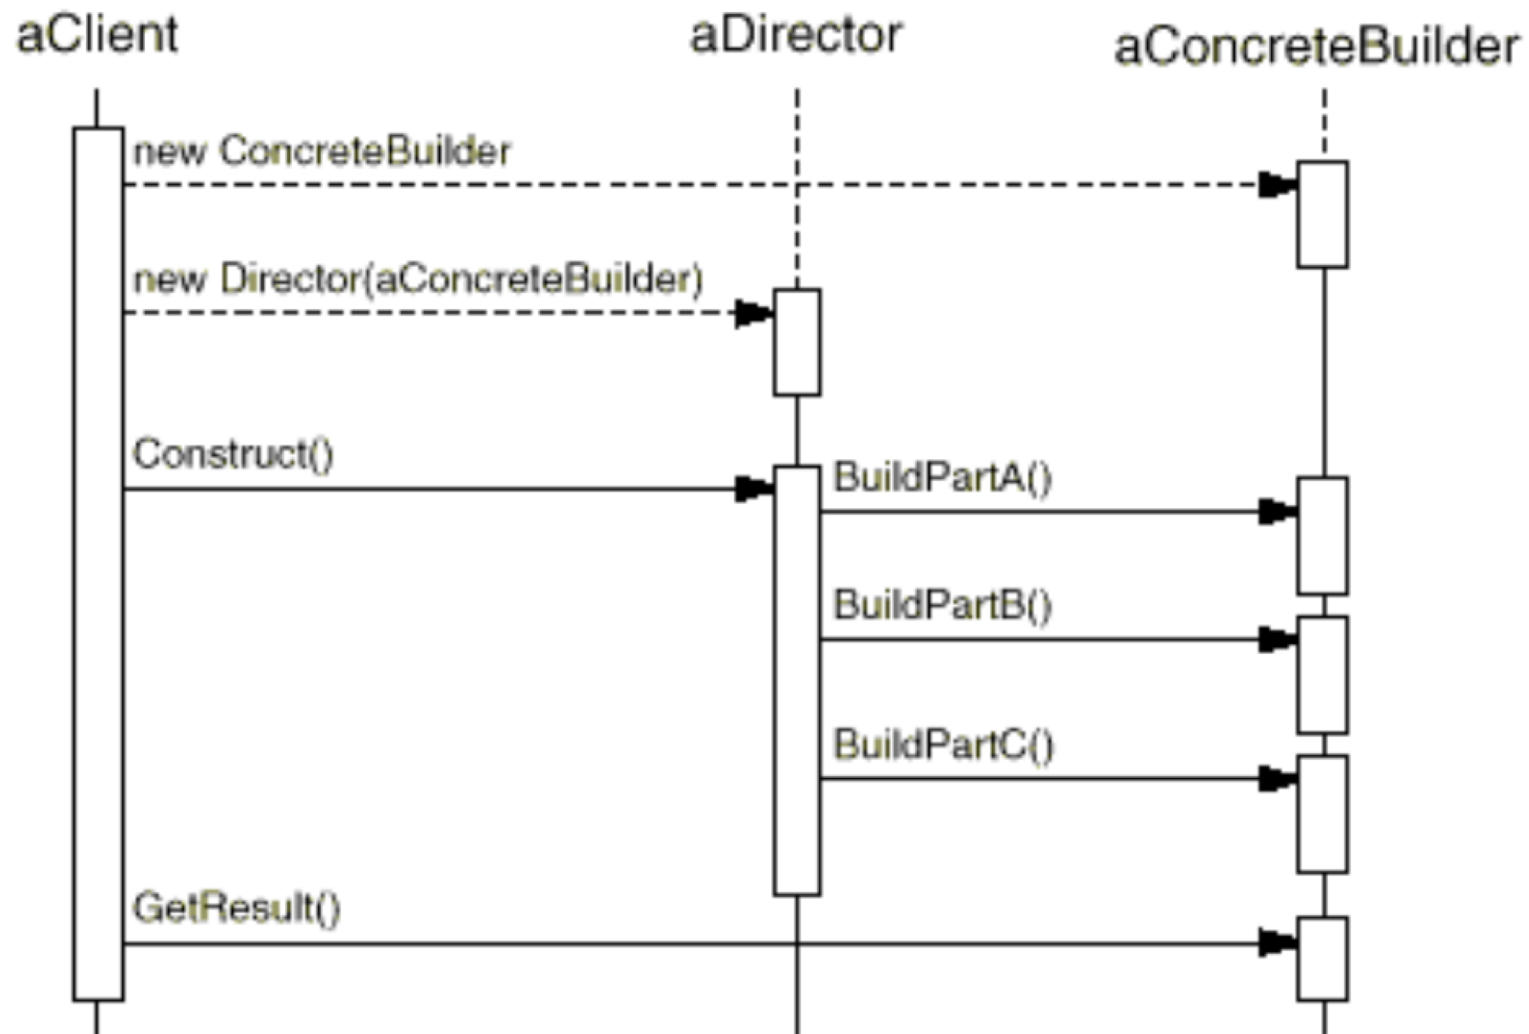 aClient
aDirector
aConcreteBuilder
new ConcreteBuilder
new Director(aConcreteBuilder)
Construct()
BuildPartA()
BuildPartB()
BuildPartC()
GetResult()